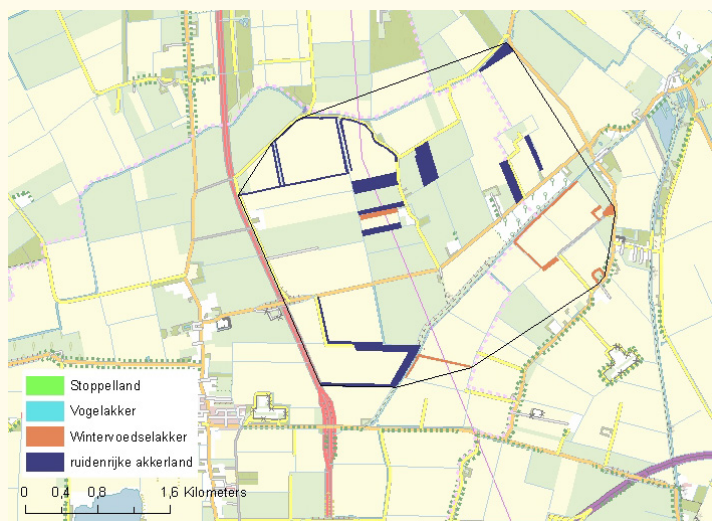 Stoppelland
Vogelakker
Wintervoedselakker
ruidenrijke akkerland
0 0,4 0,8 1,6 Kilometers